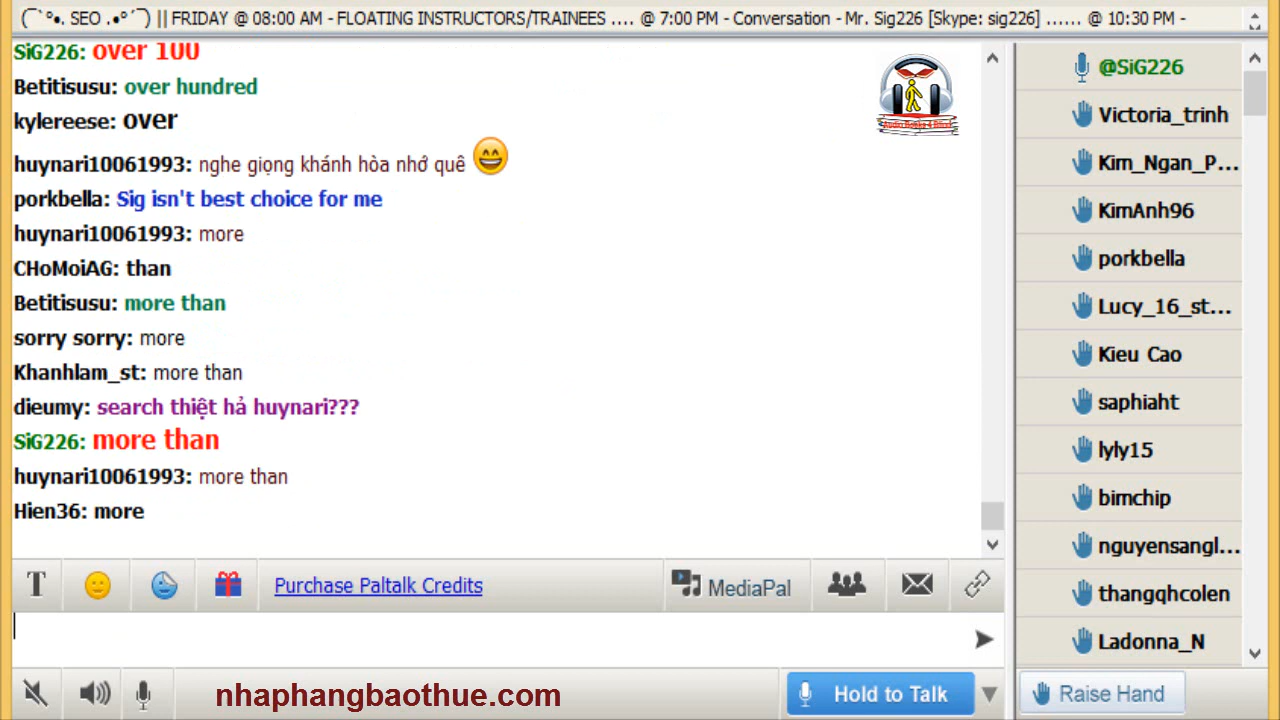 (¯`°•. SEO .•°´¯) || FRIDAY @ 08:00 AM - FLOATING INSTRUCTORS/TRAINEES .... @ 7:00 PM - Conversation - Mr. Sig226 [Skype: sig226] ...... @ 10:30 PM -
SiG226: over 100
Betitisusu: over hundred
kylereese: over
huynari10061993: nghe giọng khánh hòa nhớ quê
porkbella: Sig isn't best choice for me
huynari10061993: more
CHoMoiAG: than
Betitisusu: more than
sorry sorry: more
Khanhlam_st: more than
dieumy: search thiệt hả huynari???
SiG226: more than
huynari10061993: more than
Hien36: more
@SiG226
Victoria_trinh
Kim_Ngan_P...
KimAnh96
porkbella
Lucy_16_st...
Kieu Cao
saphiaht
lyly15
bimchip
nguyensangl...
thangqhcolen
Ladonna_N
T
Purchase Paltalk Credits
MediaPal
nhaphangbaothue.com
Hold to Talk
Raise Hand